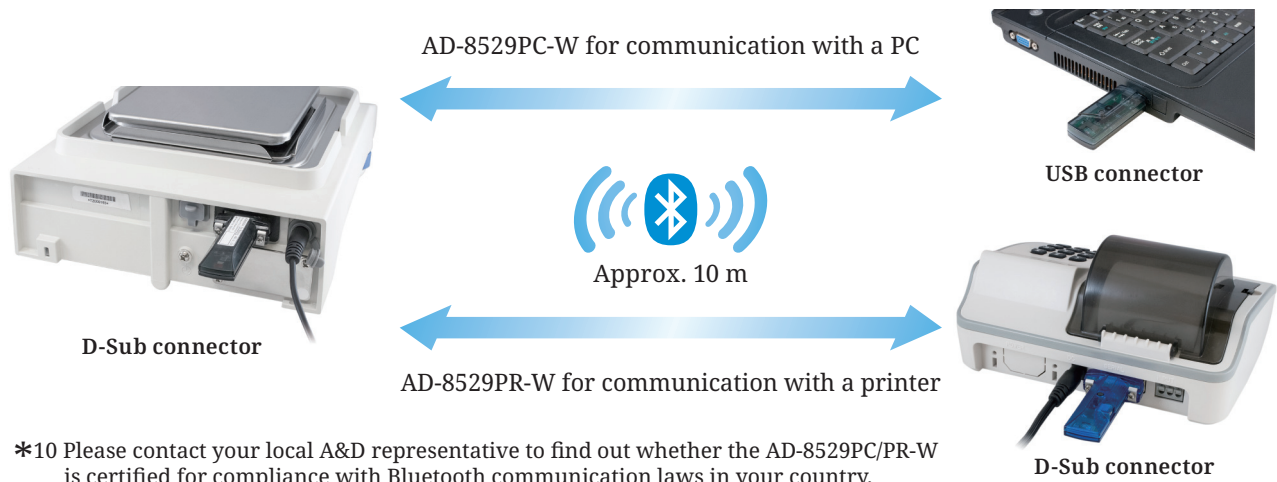 AD-8529PC-W for communication with a PC
USB connector
Approx. 10 m
D-Sub connector
AD-8529PR-W for communication with a printer
*10 Please contact your local A&D representative to find out whether the AD-8529PC/PR-W
is certified for compliance with Bluetooth communication laws in your country.
D-Sub connector